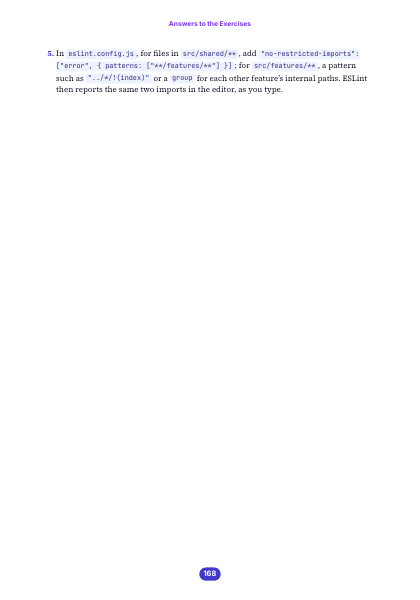 Answers to the Exercises
5. In eslint.config.js, for files in src/shared/**, add "no-restricted-imports":
["error", { patterns: ["**/features/**"] }]; for src/features/**, a pattern
such as "../*/!(index)" or a group for each other feature's internal paths. ESLint
then reports the same two imports in the editor, as you type.
168